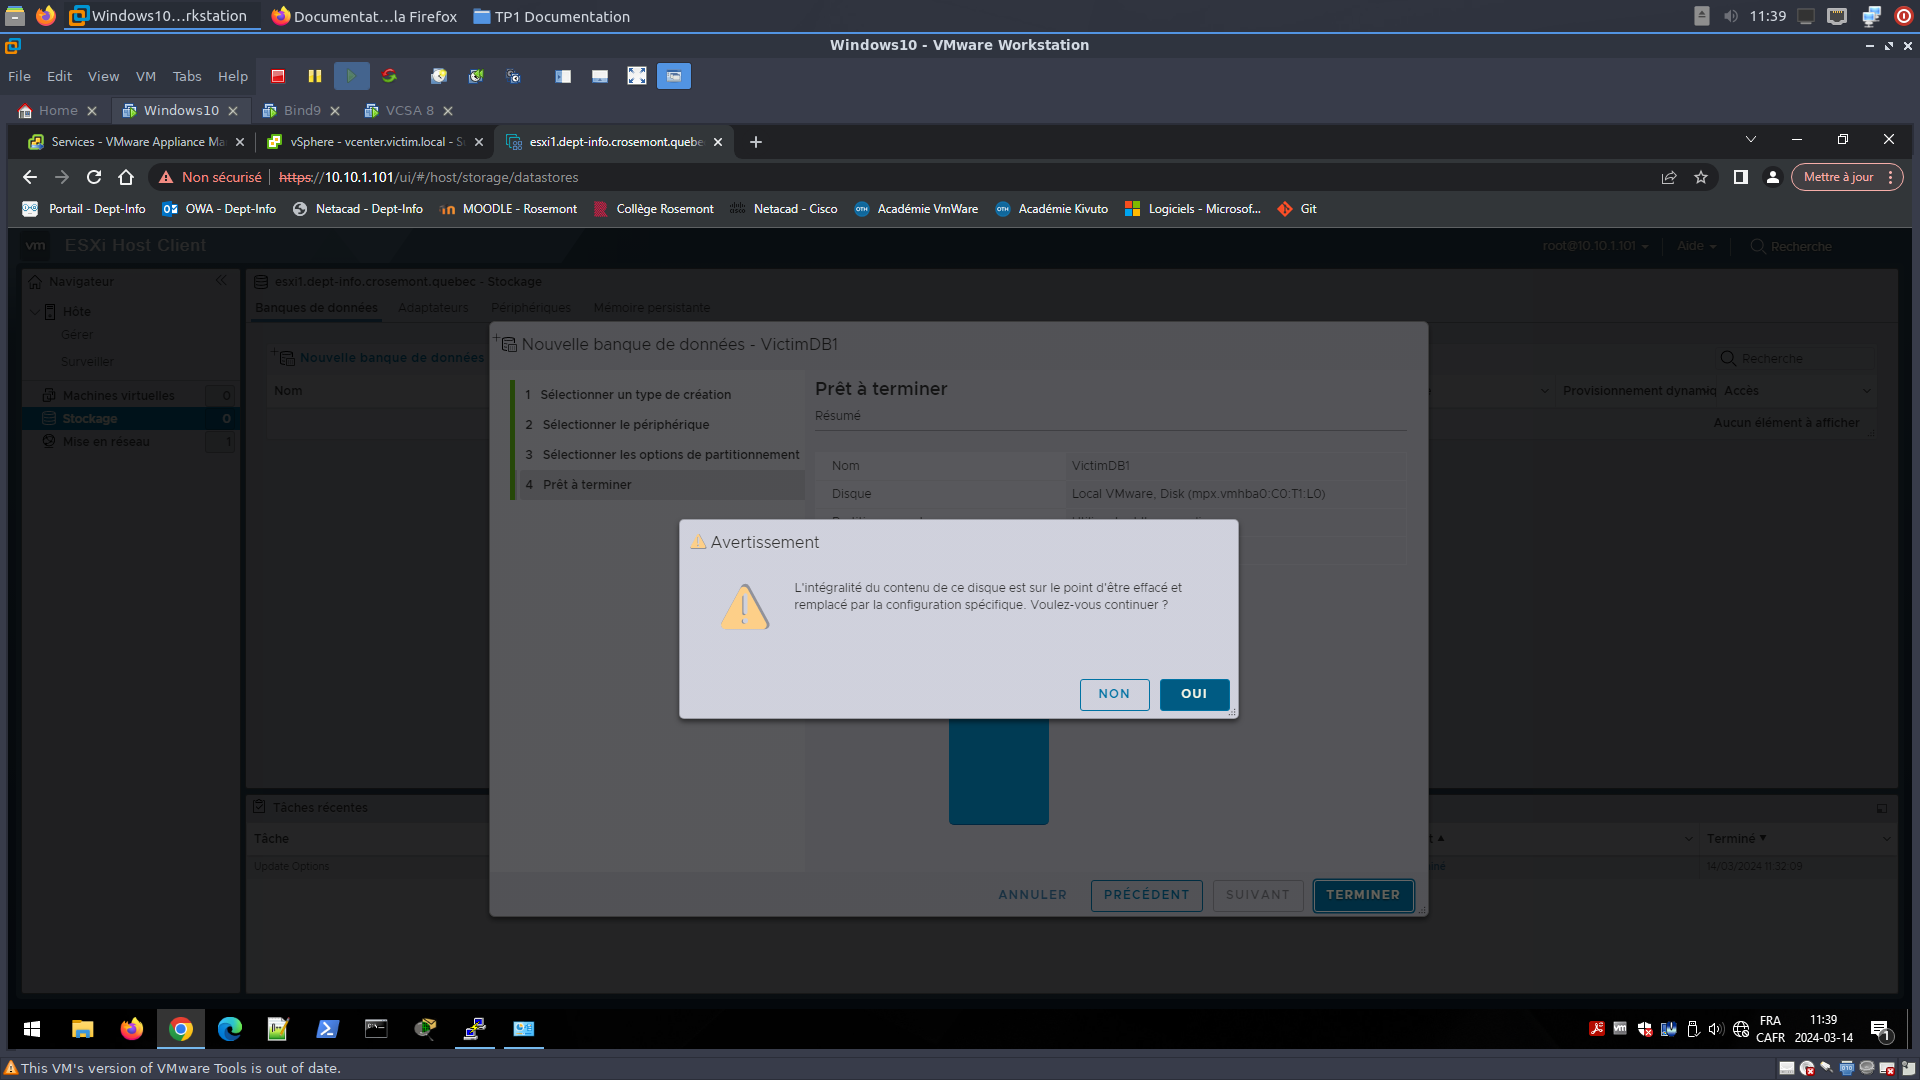 Windows10...rkstation
Documentat...la Firefox
TP1 Documentation
11:39
Windows10 - VMware Workstation
File Edit View VM Tabs Help
Home
Windows10
Bind9
VCSA 8
Services - VMware Appliance Ma
vSphere - vcenter.victim.local - S
esxi1.dept-info.crosemont.quebe
Non sécurisé
https://10.10.1.101/ui/#/host/storage/datastores
Mettre à jour
Portail - Dept-Info
OWA - Dept-Info
Netacad - Dept-Info
MOODLE - Rosemont
Collège Rosemont
Netacad - Cisco
Académie VmWare
Académie Kivuto
Logiciels - Microsof...
Git
vm ESXi Host Client
root@10.10.1.101
Aide
Recherche
Navigateur
Hôte
Gérer
Surveiller
Machines virtuelles 0
Stockage 0
Mise en réseau 1
esxi1.dept-info.crosemont.quebec - Stockage
Banques de données Adaptateurs Périphériques Mémoire persistante
Nouvelle banque de données
Recherche
Nom
Provisionnement dynamiq
Accès
Aucun élément à afficher
Nouvelle banque de données - VictimDB1
1 Sélectionner un type de création
2 Sélectionner le périphérique
3 Sélectionner les options de partitionnement
4 Prêt à terminer
Prêt à terminer
Résumé
Nom VictimDB1
Disque Local VMware, Disk (mpx.vmhba0:C0:T1:L0)
Avertissement
L'intégralité du contenu de ce disque est sur le point d'être effacé et
remplacé par la configuration spécifique. Voulez-vous continuer ?
NON
OUI
ANNULER
PRÉCÉDENT
SUIVANT
TERMINER
Tâches récentes
Tâche
Terminé
Update Options
14/03/2024 11:32:09
FRA
CAFR
11:39
2024-03-14
1
This VM's version of VMware Tools is out of date.